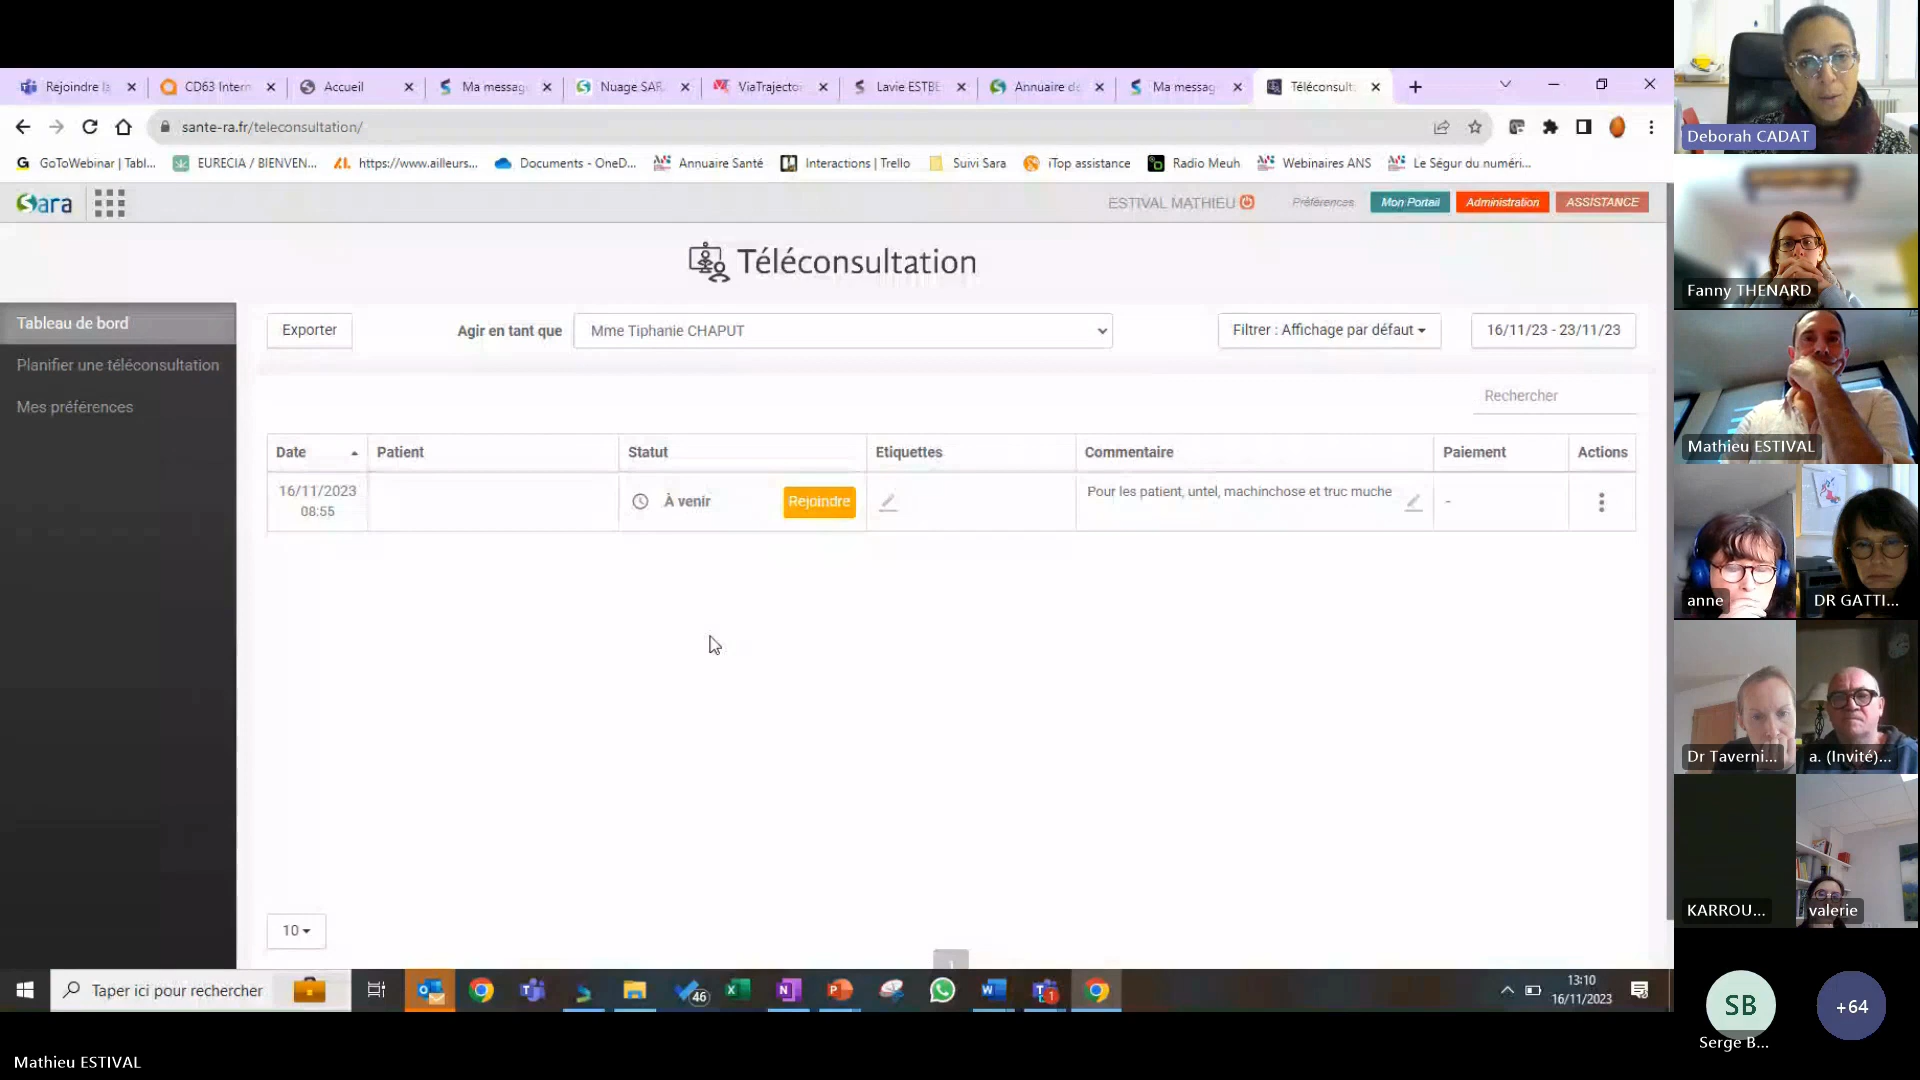 Rejoindre la
CD63 Intern
Accueil
Ma messag
Nuage SAR
ViaTrajecto
Lavie ESTBE
Annuaire de
Ma messag
Téléconsult
sante-ra.fr/teleconsultation/
GoToWebinar | Tabl...
EURECIA / BIENVEN...
https://www.ailleurs...
Documents - OneD...
Annuaire Santé
Interactions | Trello
Suivi Sara
iTop assistance
Radio Meuh
Webinaires ANS
Le Ségur du numéri...
Sara
ESTIVAL MATHIEU
Préférences
Mon Portail
Administration
ASSISTANCE
Téléconsultation
Tableau de bord
Planifier une téléconsultation
Mes préférences
Exporter
Agir en tant que
Mme Tiphanie CHAPUT
Filtrer : Affichage par défaut
16/11/23 - 23/11/23
Rechercher
Date
Patient
Statut
Etiquettes
Commentaire
Paiement
Actions
16/11/2023
08:55
À venir
Rejoindre
Pour les patient, untel, machinchose et truc muche
-
10
1
Taper ici pour rechercher
46
1
13:10
16/11/2023
Mathieu ESTIVAL
Deborah CADAT
Fanny THENARD
Mathieu ESTIVAL
anne
DR GATTI...
Dr Taverni...
a. (Invité)...
KARROU...
valerie
SB
Serge B...
+64